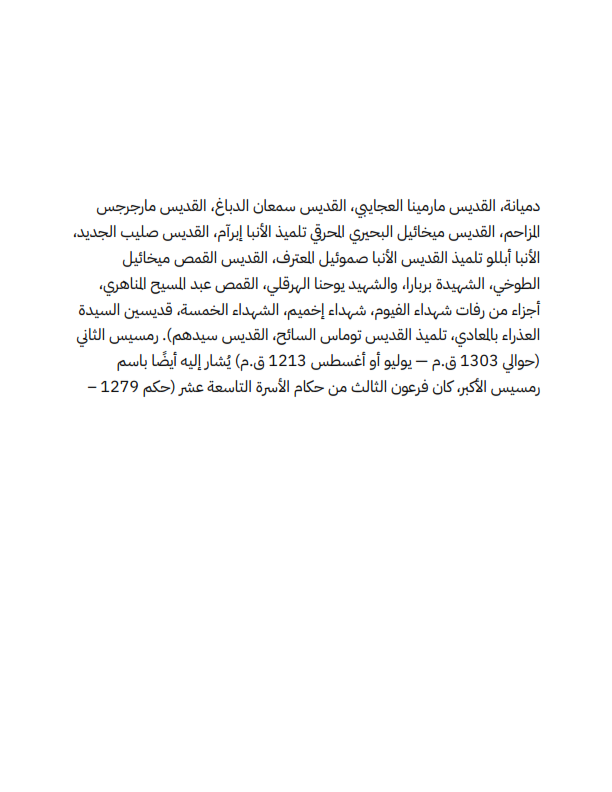 دميانة، القديس مارمينا العجايبي، القديس سمعان الدباغ، القديس مارجرجس
المزاحم، القديس ميخائيل البحيري المحرقي تلميذ الأنبا إبرآم، القديس صليب الجديد،
الأنبا أبللو تلميذ القديس الأنبا صموئيل المعترف، القديس القمص ميخائيل
الطوخي، الشهيدة بربارا، والشهيد يوحنا الهرقلي، القمص عبد المسيح المناهري،
أجزاء من رفات شهداء الفيوم، شهداء إخميم، الشهداء الخمسة، قديسين السيدة
العذراء بالمعادي، تلميذ القديس توماس السائح، القديس سيدهم). رمسيس الثاني
(حوالي 1303 ق.م — يوليو أو أغسطس 1213 ق.م) يُشار إليه أيضًا باسم
رمسيس الأكبر، كان فرعون الثالث من حكام الأسرة التاسعة عشر (حكم 1279 –